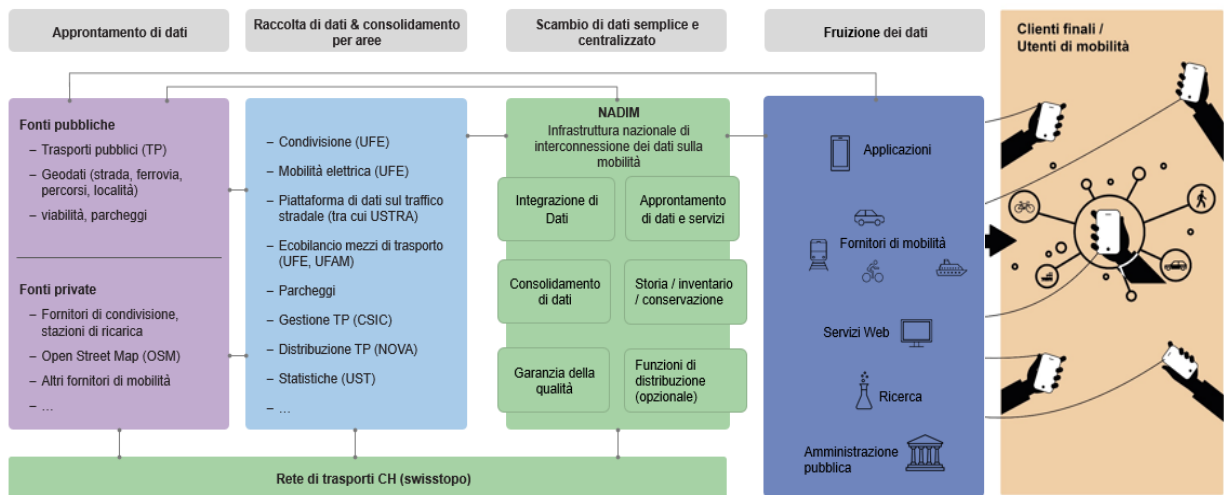 Approntamento di dati
Raccolta di dati & consolidamento
per aree
Scambio di dati semplice e
centralizzato
Fruizione dei dati
Clienti finali /
Utenti di mobilità
Fonti pubbliche
– Trasporti pubblici (TP)
– Geodati (strada, ferrovia,
percorsi, località)
– viabilità, parcheggi
Fonti private
– Fornitori di condivisione,
stazioni di ricarica
– Open Street Map (OSM)
– Altri fornitori di mobilità
– ...
– Condivisione (UFE)
– Mobilità elettrica (UFE)
– Piattaforma di dati sul traffico
stradale (tra cui USTRA)
– Ecobilancio mezzi di trasporto
(UFE, UFAM)
– Parcheggi
– Gestione TP (CSIC)
– Distribuzione TP (NOVA)
– Statistiche (UST)
– ...
NADIM
Infrastruttura nazionale di
interconnessione dei dati sulla
mobilità
Integrazione di
Dati
Approntamento
di dati e servizi
Consolidamento
di dati
Storia / inventario
/ conservazione
Garanzia della
qualità
Funzioni di
distribuzione
(opzionale)
Applicazioni
Fornitori di mobilità
Servizi Web
Ricerca
Amministrazione
pubblica
Rete di trasporti CH (swisstopo)